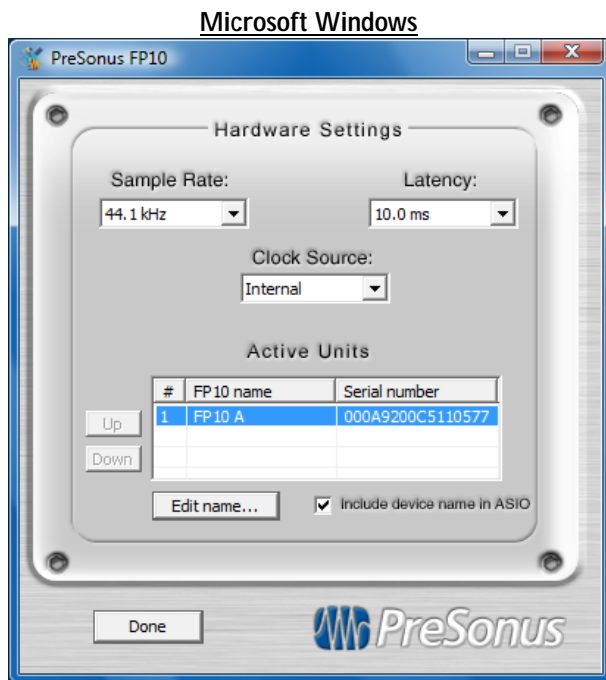 Microsoft Windows
PreSonus FP10
Hardware Settings
Sample Rate: Latency:
44.1 kHz 10.0 ms
Clock Source:
Internal
Active Units
# FP10 name Serial number
1 FP10 A 000A9200C5110577
Up
Down
Edit name... Include device name in ASIO
Done PreSonus